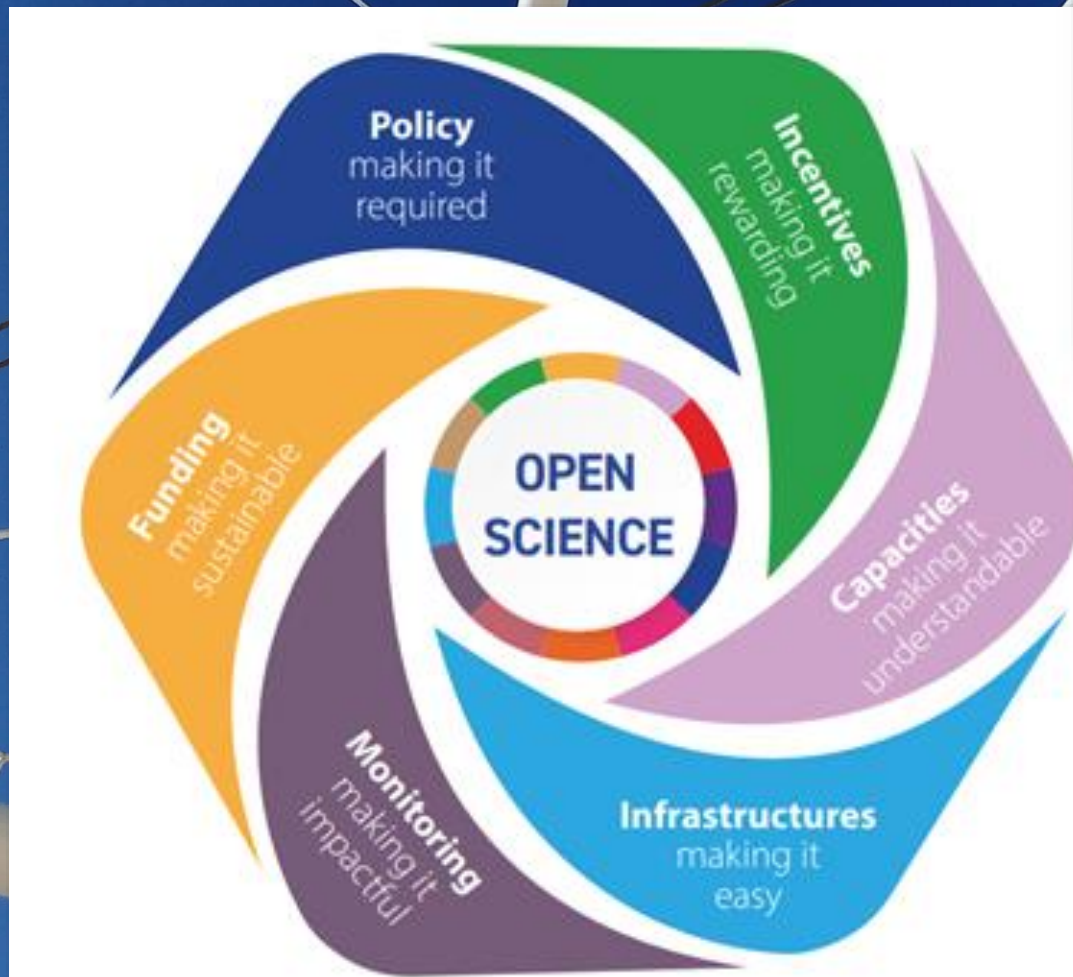 Policy
making it
required
Incentives
making it
rewarding
Capacities
making it
understandable
Infrastructures
making it
easy
Monitoring
making it
impactful
Funding
making it
sustainable
OPEN
SCIENCE